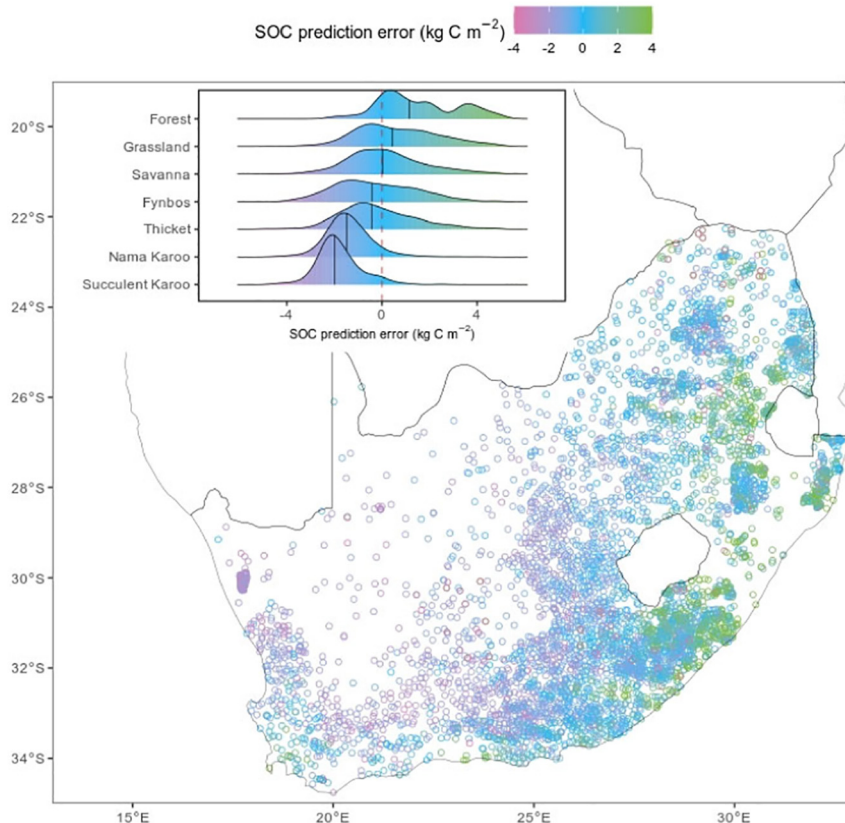 SOC prediction error (kg C m⁻²)
-4 -2 0 2 4
Forest
Grassland
Savanna
Fynbos
Thicket
Nama Karoo
Succulent Karoo
-4 0 4
SOC prediction error (kg C m⁻²)
20°S
22°S
24°S
26°S
28°S
30°S
32°S
34°S
15°E 20°E 25°E 30°E